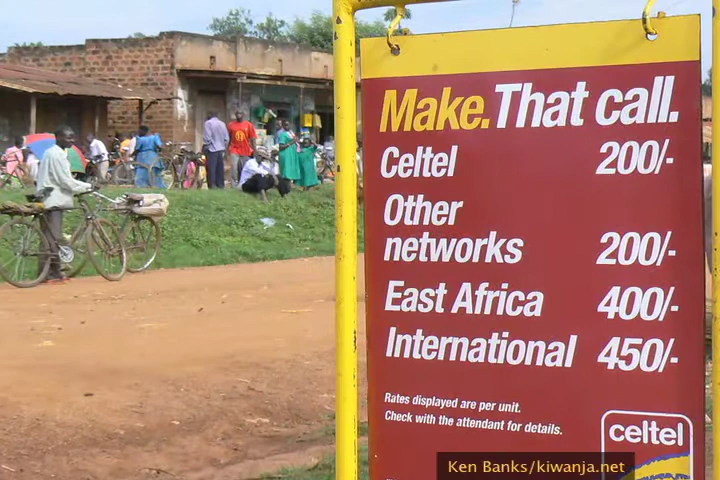 Make. That call.
Celtel 200/-
Other
networks 200/-
East Africa 400/-
International 450/-
Rates displayed are per unit.
Check with the attendant for details.
celtel
Ken Banks/kiwanja.net